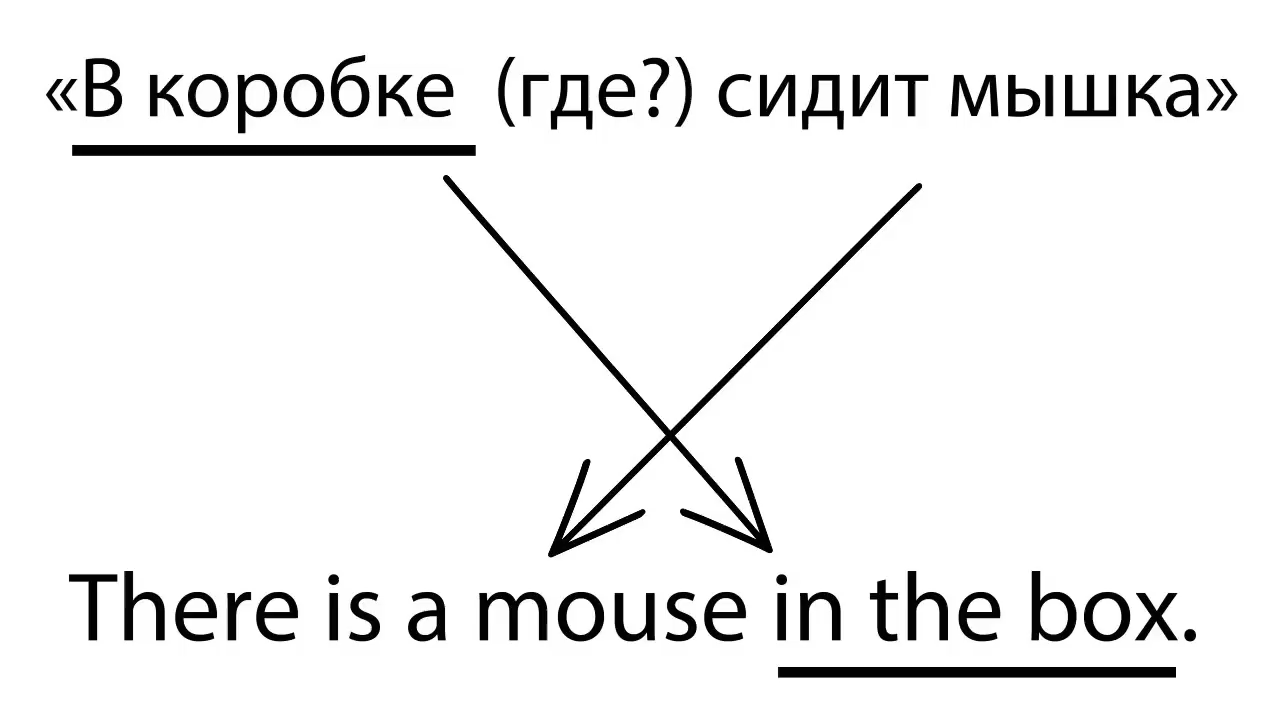 «В коробке (где?) сидит мышка»
There is a mouse in the box.